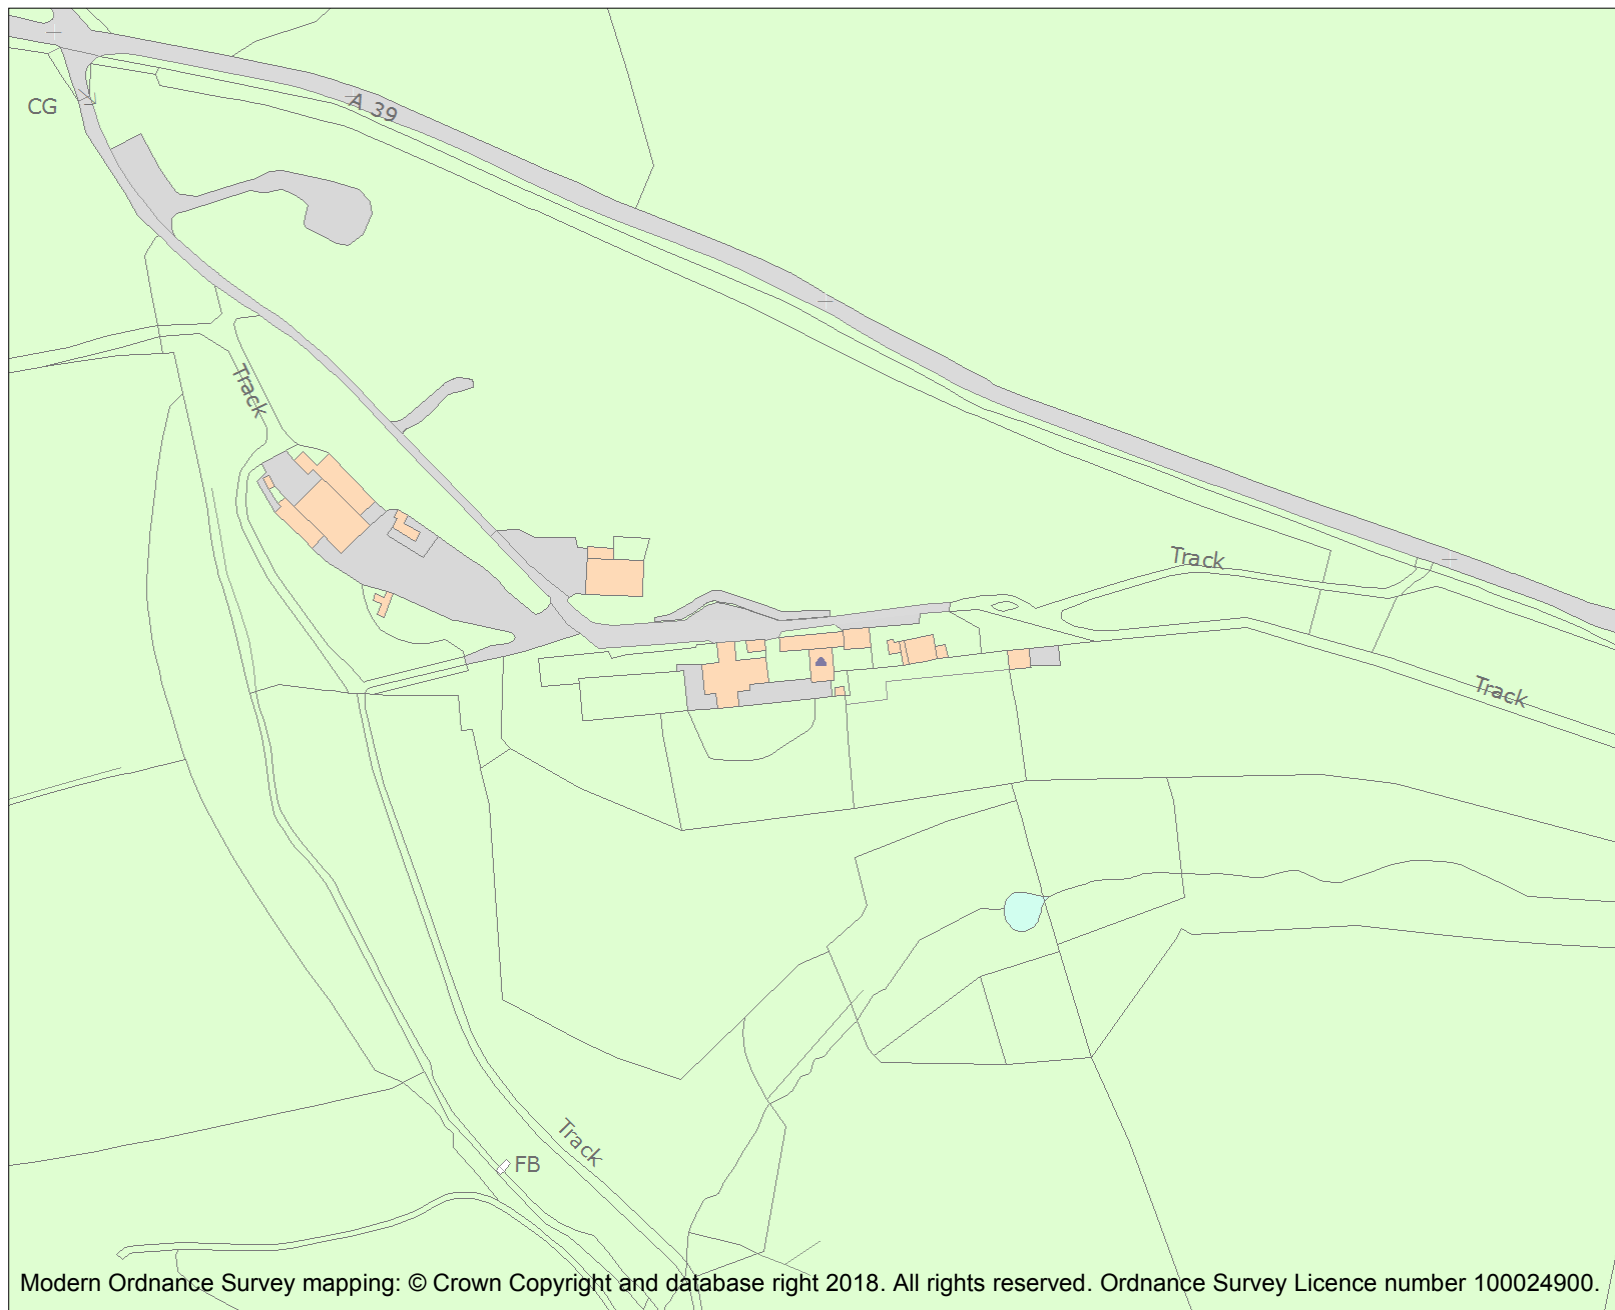 A 39
CG
Track
Track
Track
Track
FB
Modern Ordnance Survey mapping: © Crown Copyright and database right 2018. All rights reserved. Ordnance Survey Licence number 100024900.